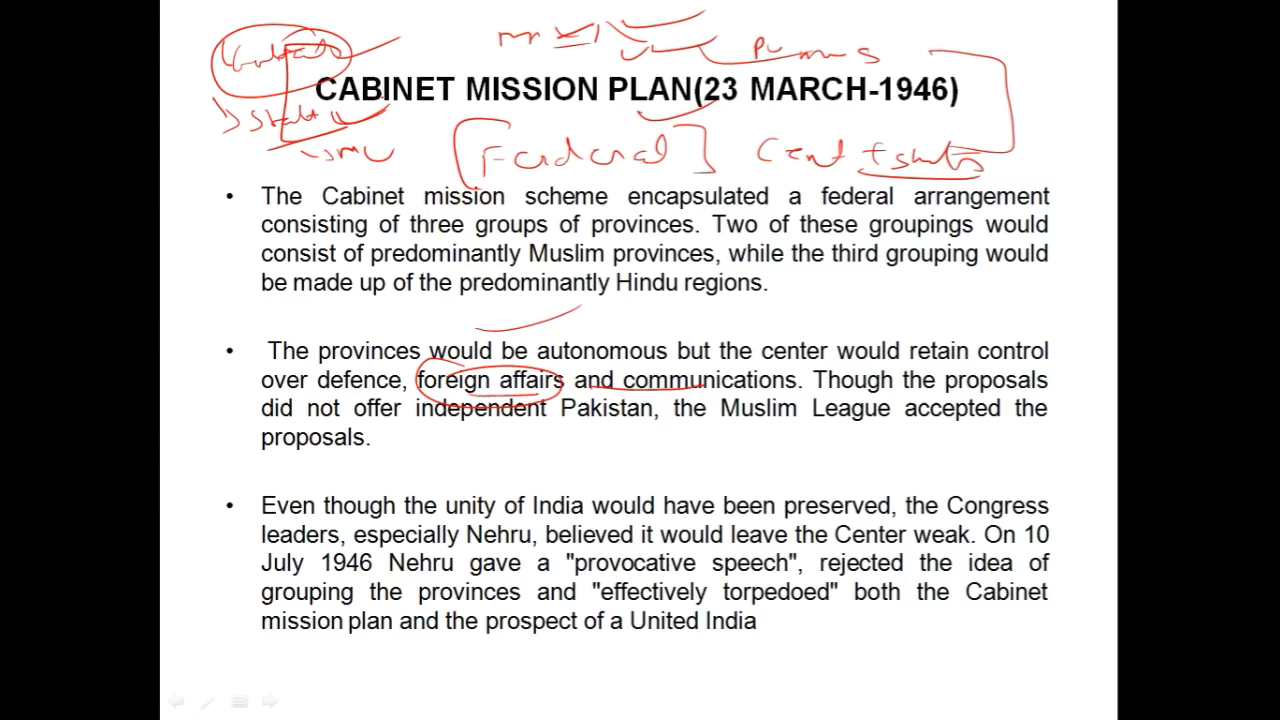 CABINET MISSION PLAN(23 MARCH-1946)
[Federal] Cent
• The Cabinet mission scheme encapsulated a federal arrangement
consisting of three groups of provinces. Two of these groupings would
consist of predominantly Muslim provinces, while the third grouping would
be made up of the predominantly Hindu regions.
• The provinces would be autonomous but the center would retain control
over defence, foreign affairs and communications. Though the proposals
did not offer independent Pakistan, the Muslim League accepted the
proposals.
• Even though the unity of India would have been preserved, the Congress
leaders, especially Nehru, believed it would leave the Center weak. On 10
July 1946 Nehru gave a "provocative speech", rejected the idea of
grouping the provinces and "effectively torpedoed" both the Cabinet
mission plan and the prospect of a United India